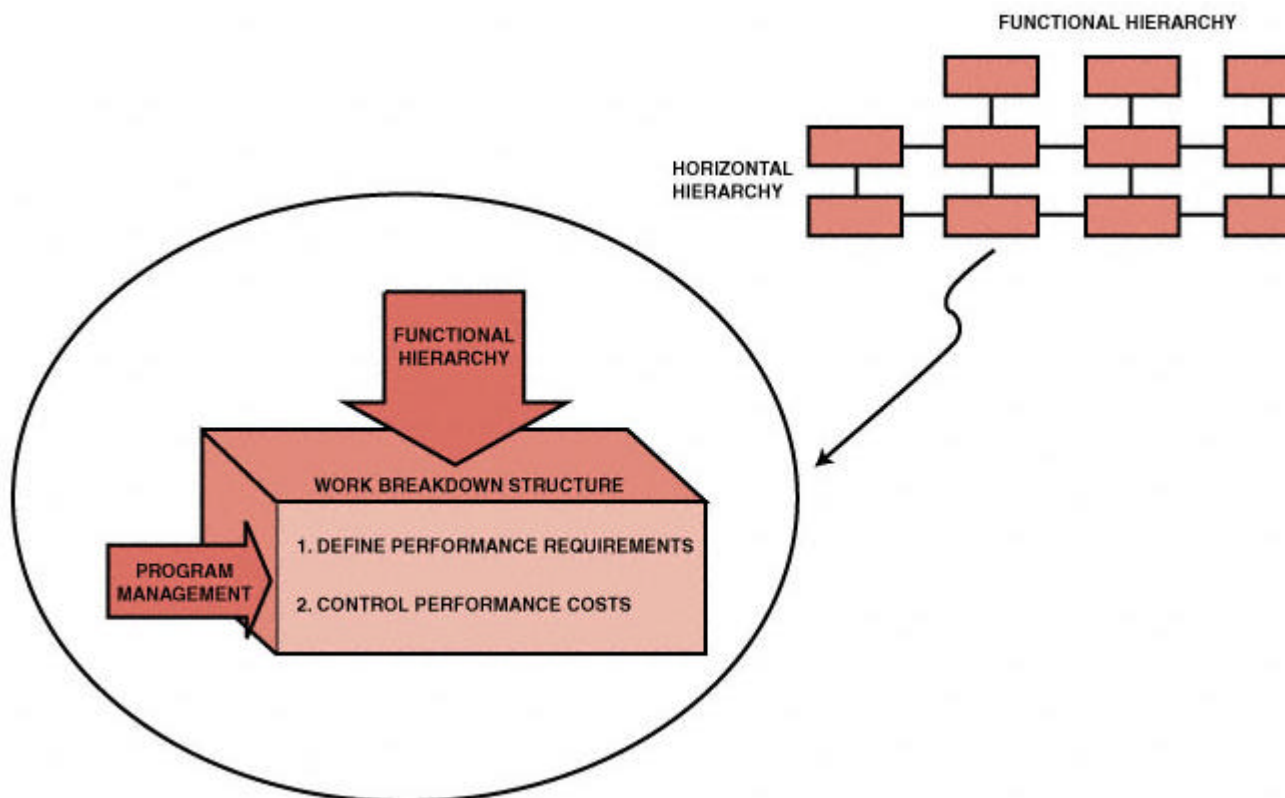 FUNCTIONAL HIERARCHY
HORIZONTAL
HIERARCHY
FUNCTIONAL
HIERARCHY
WORK BREAKDOWN STRUCTURE
1. DEFINE PERFORMANCE REQUIREMENTS
PROGRAM
MANAGEMENT
2. CONTROL PERFORMANCE COSTS